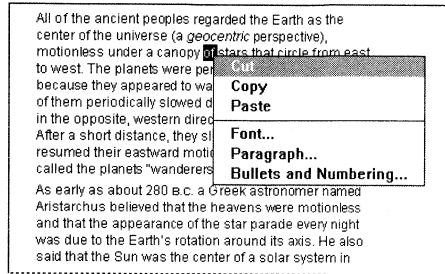 All of the ancient peoples regarded the Earth as the
center of the universe (a geocentric perspective),
motionless under a canopy of stars that circle from east
to west. The planets were
because they appeared to
of them periodically slowed
in the opposite, western
After a short distance, they
resumed their eastward
called the planets "wanderers
Cut
Copy
Paste
Font...
Paragraph...
Bullets and Numbering...
As early as about 280 B.C. a Greek astronomer named
Aristarchus believed that the heavens were motionless
and that the appearance of the star parade every night
was due to the Earth's rotation around its axis. He also
said that the Sun was the center of a solar system in